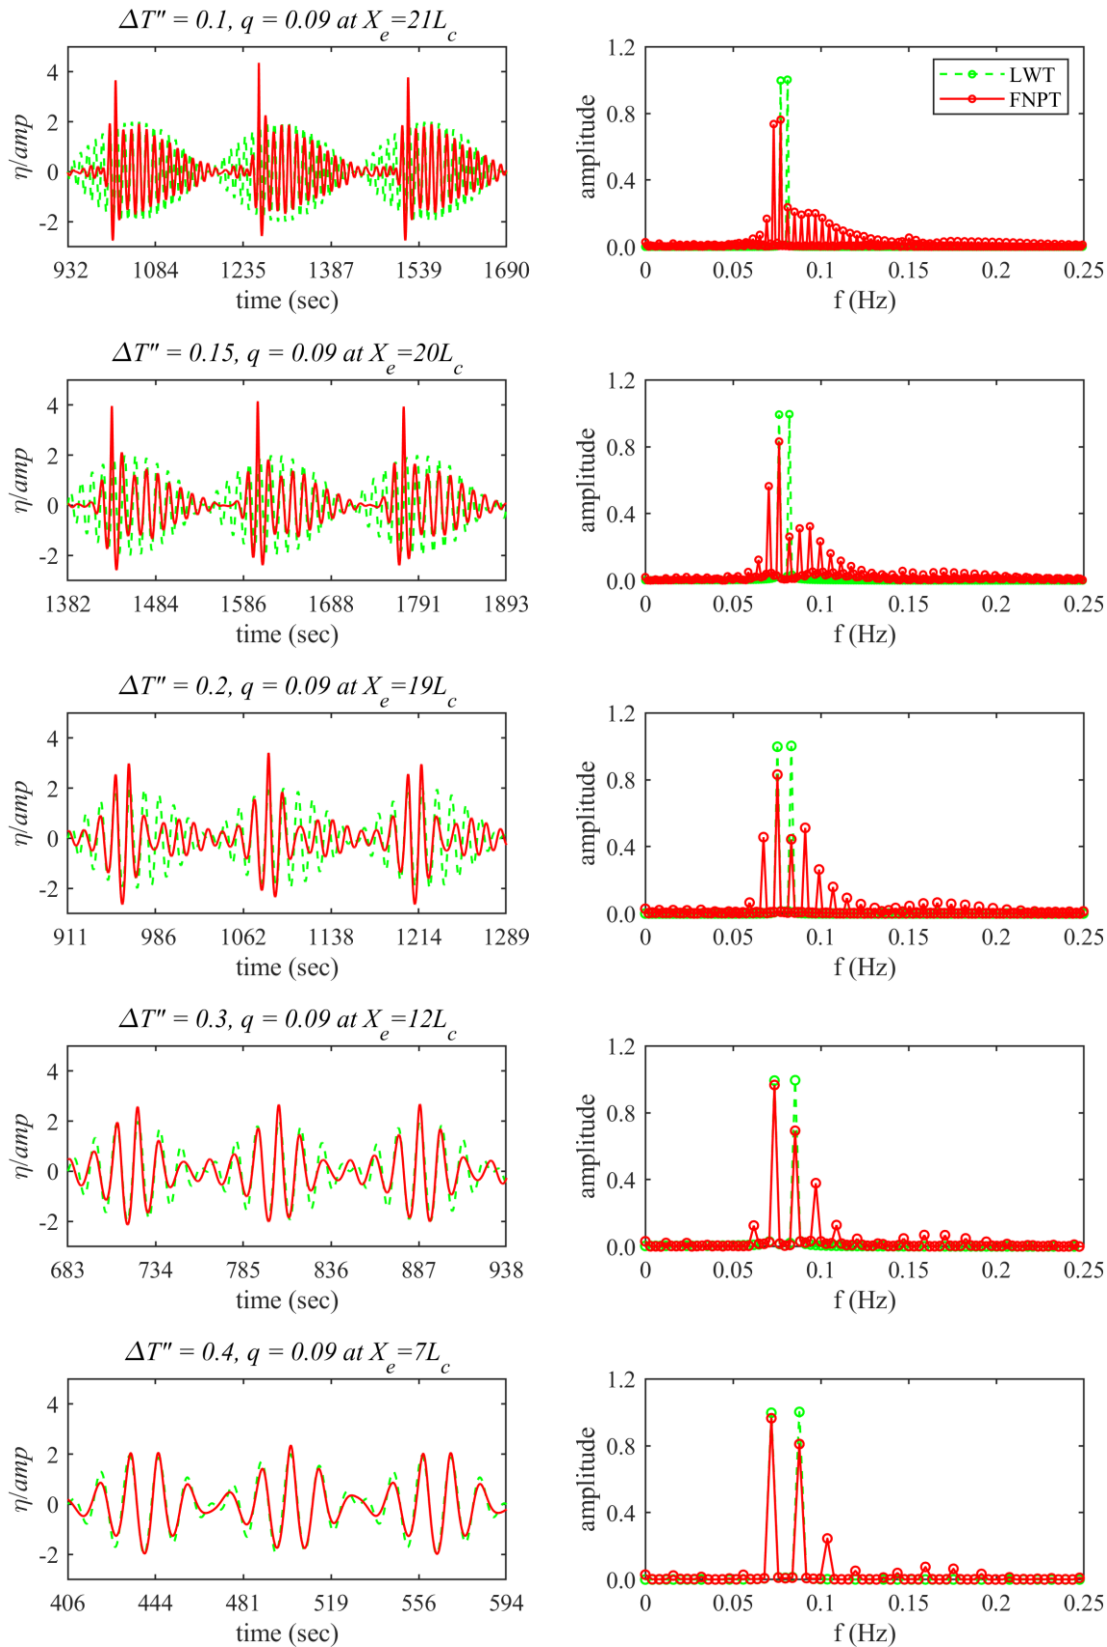 ΔT″ = 0.1, q = 0.09 at X_e=21L_c
4
2
0
-2
η/amp
932 1084 1235 1387 1539 1690
time (sec)
1.2
0.8
0.4
0.0
amplitude
LWT
FNPT
0 0.05 0.1 0.15 0.2 0.25
f (Hz)
ΔT″ = 0.15, q = 0.09 at X_e=20L_c
4
2
0
-2
η/amp
1382 1484 1586 1688 1791 1893
time (sec)
1.2
0.8
0.4
0.0
amplitude
0 0.05 0.1 0.15 0.2 0.25
f (Hz)
ΔT″ = 0.2, q = 0.09 at X_e=19L_c
4
2
0
-2
η/amp
911 986 1062 1138 1214 1289
time (sec)
1.2
0.8
0.4
0.0
amplitude
0 0.05 0.1 0.15 0.2 0.25
f (Hz)
ΔT″ = 0.3, q = 0.09 at X_e=12L_c
4
2
0
-2
η/amp
683 734 785 836 887 938
time (sec)
1.2
0.8
0.4
0.0
amplitude
0 0.05 0.1 0.15 0.2 0.25
f (Hz)
ΔT″ = 0.4, q = 0.09 at X_e=7L_c
4
2
0
-2
η/amp
406 444 481 519 556 594
time (sec)
1.2
0.8
0.4
0.0
amplitude
0 0.05 0.1 0.15 0.2 0.25
f (Hz)